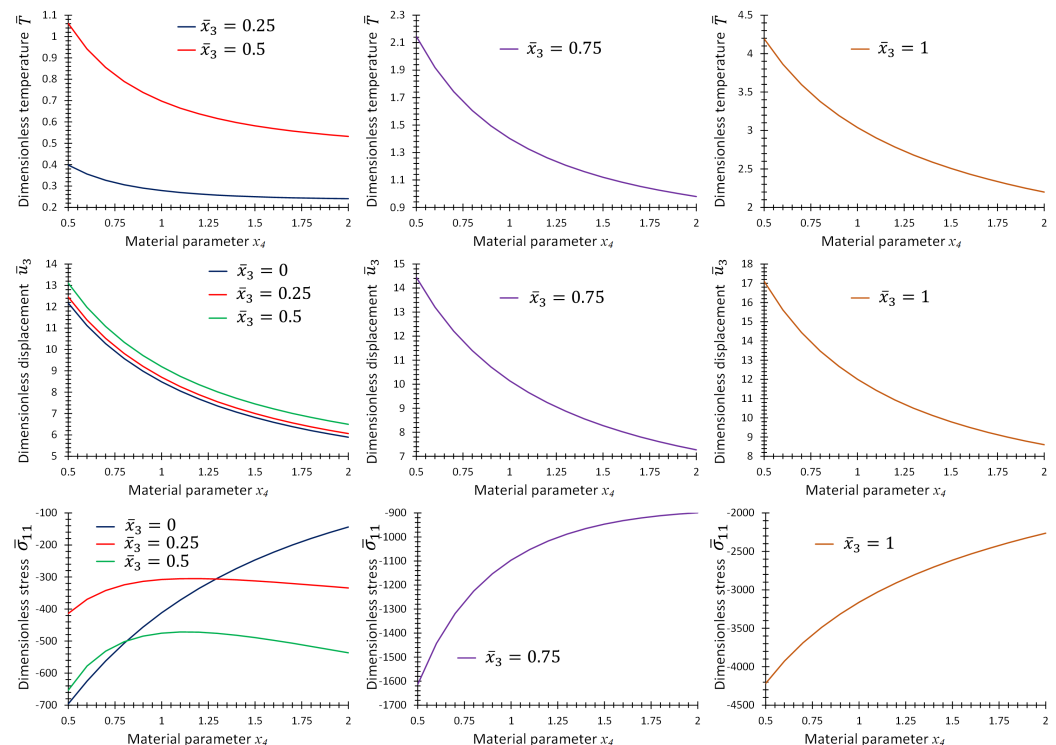 Dimensionless temperature T̄
1.1
1
0.9
0.8
0.7
0.6
0.5
0.4
0.3
0.2
x̄₃ = 0.25
x̄₃ = 0.5
0.5 0.75 1 1.25 1.5 1.75 2
Material parameter x₄
Dimensionless temperature T̄
2.3
2.1
1.9
1.7
1.5
1.3
1.1
0.9
x̄₃ = 0.75
0.5 0.75 1 1.25 1.5 1.75 2
Material parameter x₄
Dimensionless temperature T̄
4.5
4
3.5
3
2.5
2
x̄₃ = 1
0.5 0.75 1 1.25 1.5 1.75 2
Material parameter x₄
Dimensionless displacement ū₃
14
13
12
11
10
9
8
7
6
5
x̄₃ = 0
x̄₃ = 0.25
x̄₃ = 0.5
0.5 0.75 1 1.25 1.5 1.75 2
Material parameter x₄
Dimensionless displacement ū₃
15
14
13
12
11
10
9
8
7
x̄₃ = 0.75
0.5 0.75 1 1.25 1.5 1.75 2
Material parameter x₄
Dimensionless displacement ū₃
18
17
16
15
14
13
12
11
10
9
8
x̄₃ = 1
0.5 0.75 1 1.25 1.5 1.75 2
Material parameter x₄
Dimensionless stress σ̄₁₁
-100
-200
-300
-400
-500
-600
-700
x̄₃ = 0
x̄₃ = 0.25
x̄₃ = 0.5
0.5 0.75 1 1.25 1.5 1.75 2
Material parameter x₄
Dimensionless stress σ̄₁₁
-900
-1000
-1100
-1200
-1300
-1400
-1500
-1600
-1700
x̄₃ = 0.75
0.5 0.75 1 1.25 1.5 1.75 2
Material parameter x₄
Dimensionless stress σ̄₁₁
-2000
-2500
-3000
-3500
-4000
-4500
x̄₃ = 1
0.5 0.75 1 1.25 1.5 1.75 2
Material parameter x₄